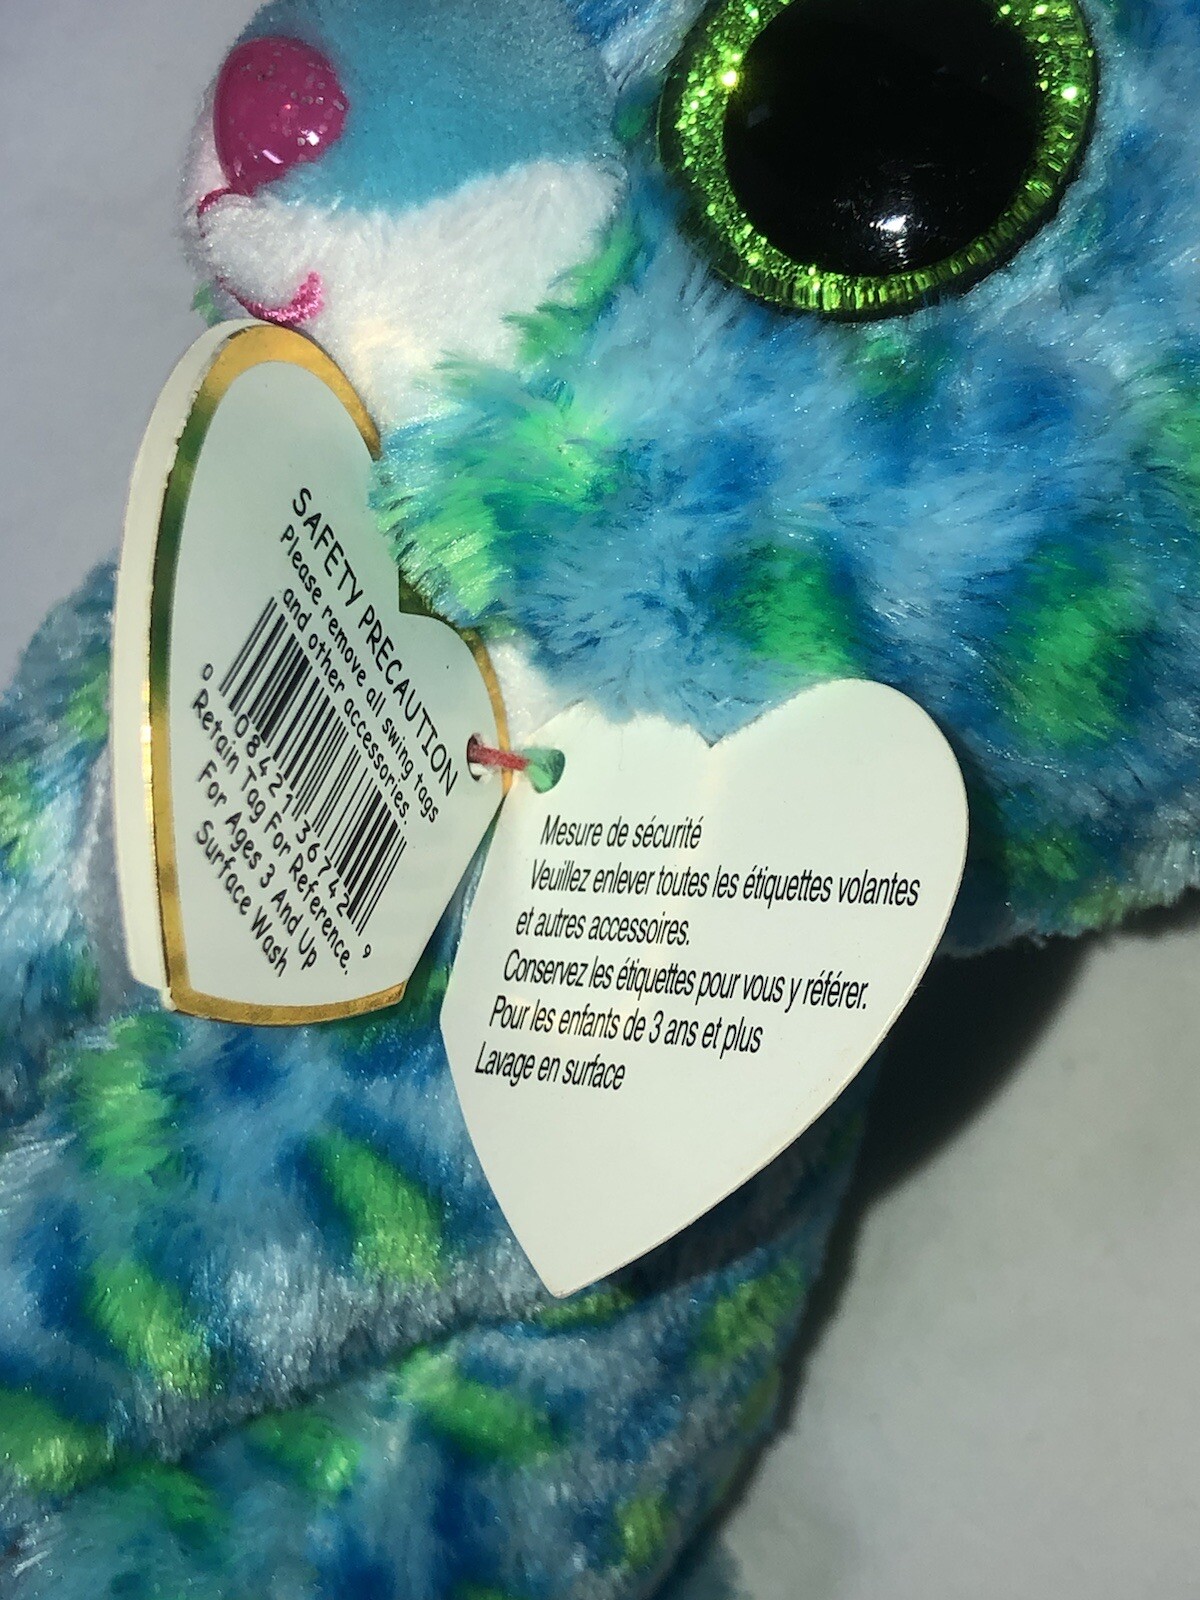 SAFETY PRECAUTION
Please remove all swing tags
and other accessories.
0 08421 36742 9
Retain Tag For Reference.
For Ages 3 And Up
Surface Wash
Mesure de sécurité
Veuillez enlever toutes les étiquettes volantes
et autres accessoires.
Conservez les étiquettes pour vous y référer.
Pour les enfants de 3 ans et plus
Lavage en surface